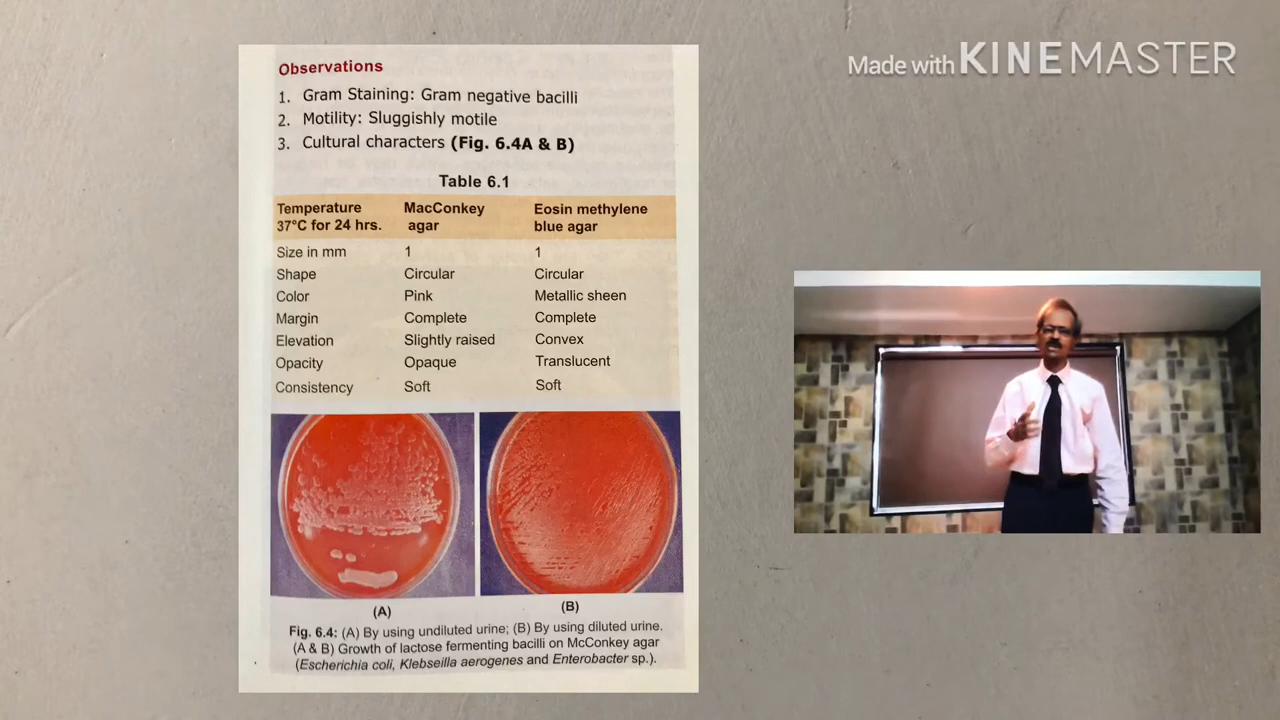 Made with KINEMASTER
Observations
1. Gram Staining: Gram negative bacilli
2. Motility: Sluggishly motile
3. Cultural characters (Fig. 6.4A & B)
Table 6.1
Temperature 37°C for 24 hrs. MacConkey agar Eosin methylene blue agar
Size in mm 1 1
Shape Circular Circular
Color Pink Metallic sheen
Margin Complete Complete
Elevation Slightly raised Convex
Opacity Opaque Translucent
Consistency Soft Soft
(A) (B)
Fig. 6.4: (A) By using undiluted urine; (B) By using diluted urine.
(A & B) Growth of lactose fermenting bacilli on McConkey agar
(Escherichia coli, Klebseilla aerogenes and Enterobacter sp.).